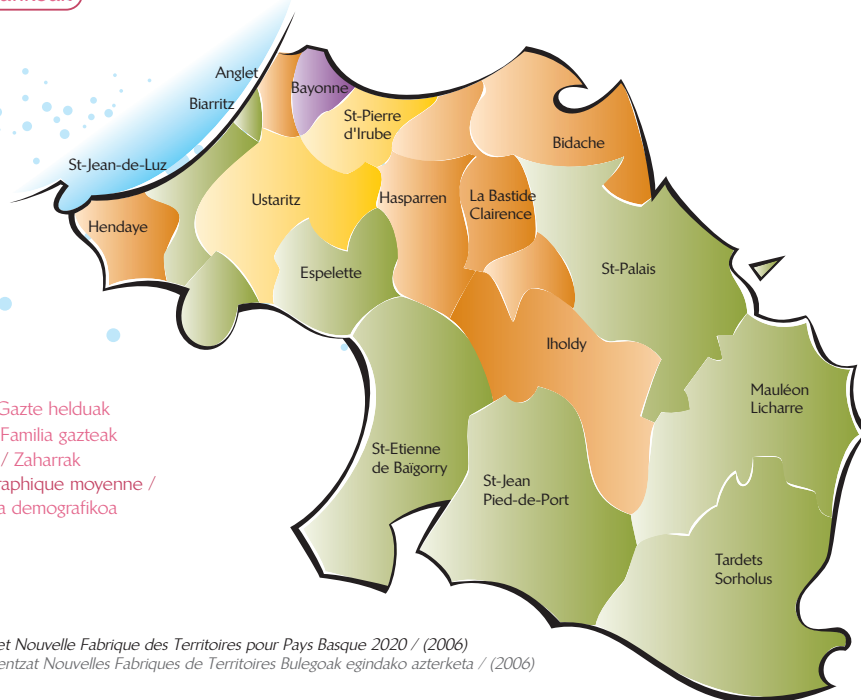 Anglet
Bayonne
Biarritz
St-Pierre
d'Irube
Bidache
St-Jean-de-Luz
Ustaritz
Hasparren
La Bastide
Clairence
Hendaye
Espelette
St-Palais
Iholdy
Mauléon
Licharre
Gazte helduak
Familia gazteak
/ Zaharrak
raphique moyenne /
a demografikoa
St-Etienne
de Baïgorry
St-Jean
Pied-de-Port
Tardets
Sorholus
et Nouvelle Fabrique des Territoires pour Pays Basque 2020 / (2006)
entzat Nouvelles Fabriques de Territoires Bulegoak egindako azterketa / (2006)